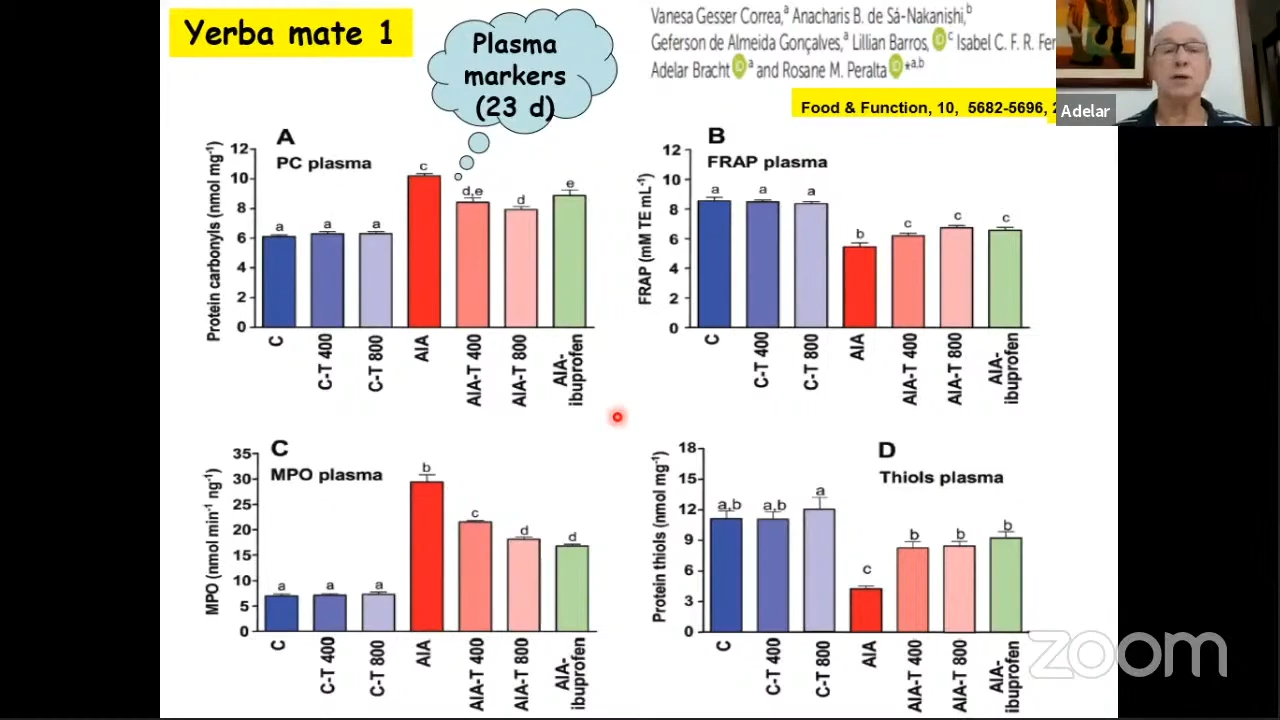 Yerba mate 1
Plasma
markers
(23 d)
Vanesa Gesser Correa,ᵃ Anacharis B. de Sá-Nakanishi,ᵇ
Geferson de Almeida Gonçalves,ᵃ Lillian Barros, iD ᶜ Isabel C. F. R.
Adelar Bracht iD ᵃ and Rosane M. Peralta iD *ᵃ,ᵇ
Food & Function, 10, 5682-5696,
Adelar
A
PC plasma
Protein carbonyls (nmol mg⁻¹)
12
10
8
6
4
2
0
a
a
a
c
d,e
d
e
C
C-T 400
C-T 800
AIA
AIA-T 400
AIA-T 800
AIA-
ibuprofen
B
FRAP plasma
FRAP (mM TE mL⁻¹)
12
10
8
6
4
2
0
a
a
a
b
c
c
c
C
C-T 400
C-T 800
AIA
AIA-T 400
AIA-T 800
AIA-
ibuprofen
C
MPO plasma
MPO (nmol min⁻¹ ng⁻¹)
35
30
25
20
15
10
5
0
a
a
a
b
c
d
d
C
C-T 400
C-T 800
AIA
AIA-T 400
AIA-T 800
AIA-
ibuprofen
D
Thiols plasma
Protein thiols (nmol mg⁻¹)
18
15
12
9
6
3
0
a,b
a,b
a
c
b
b
b
C
C-T 400
C-T 800
AIA
AIA-T 400
AIA-T 800
AIA-
ibuprofen
zoom